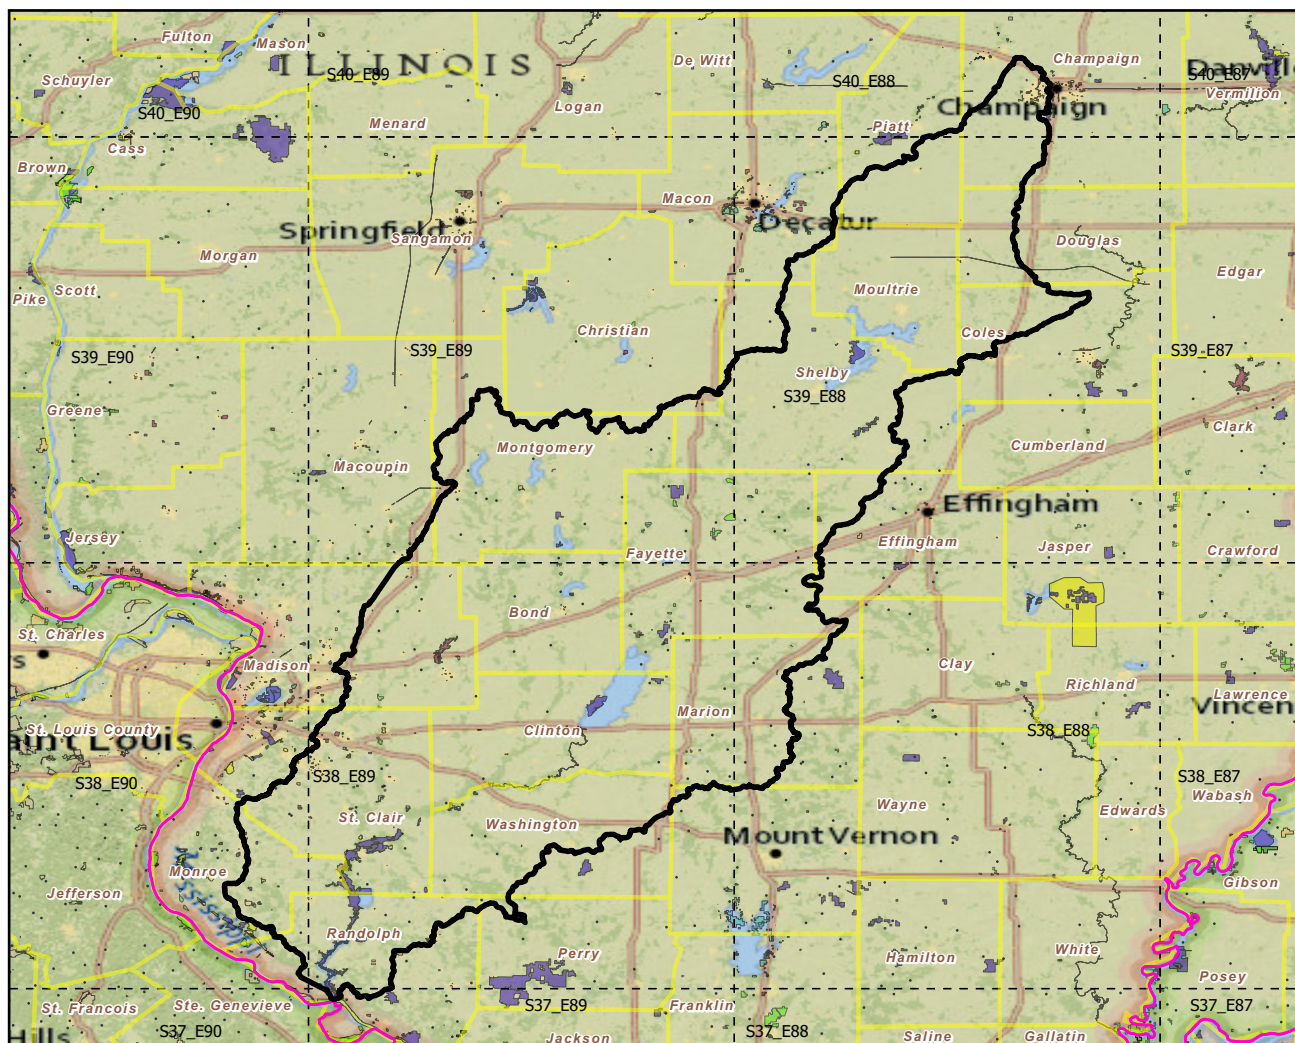 Fulton
Mason
ILLINOIS
S40_E89
De Witt
Champaign
S40_E88
S40_E87
Danville
Schuyler
Vermilion
S40_E90
Logan
Champaign
Menard
Piatt
Cass
Brown
Macon
Springfield
Decatur
Sangamon
Morgan
Douglas
Edgar
Scott
Pike
Moultrie
Christian
Coles
S39_E90
S39_E89
S39_E87
Shelby
S39_E88
Greene
Clark
Montgomery
Cumberland
Macoupin
Effingham
Jersey
Fayette
Effingham
Jasper
Crawford
Bond
St. Charles
Madison
Clay
Richland
Lawrence
Marion
Vincen
St. Louis County
Clinton
S38_E88
aint Louis
S38_E90
S38_E89
S38_E87
Wabash
Wayne
Edwards
St. Clair
Washington
Mount Vernon
Monroe
Jefferson
Gibson
Randolph
Perry
Hamilton
White
Posey
St. Francois
Ste. Genevieve
S37_E89
Franklin
S37_E87
S37_E90
S37_E88
Hills
Jackson
Saline
Gallatin